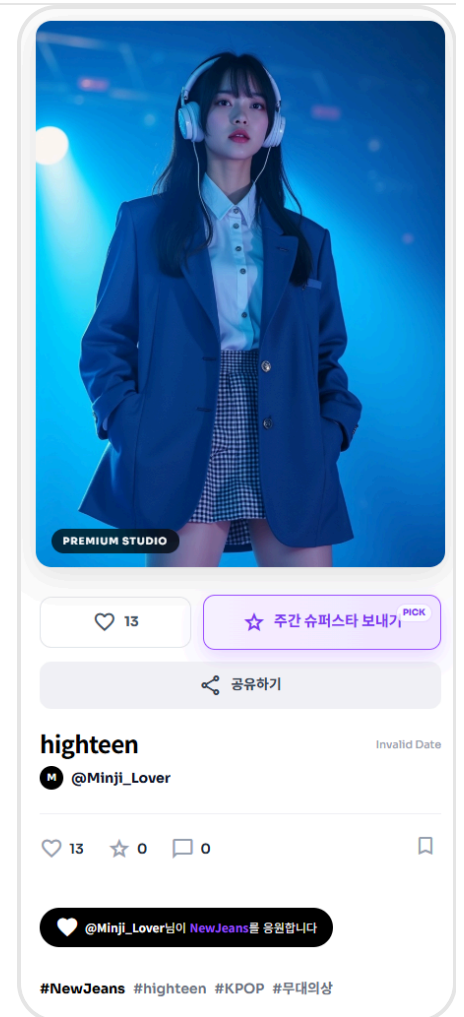 PREMIUM STUDIO
13
주간 슈퍼스타 보내기
PICK
공유하기
highteen
Invalid Date
M @Minji_Lover
13 0 0
@Minji_Lover님이 NewJeans를 응원합니다
#NewJeans #highteen #KPOP #무대의상